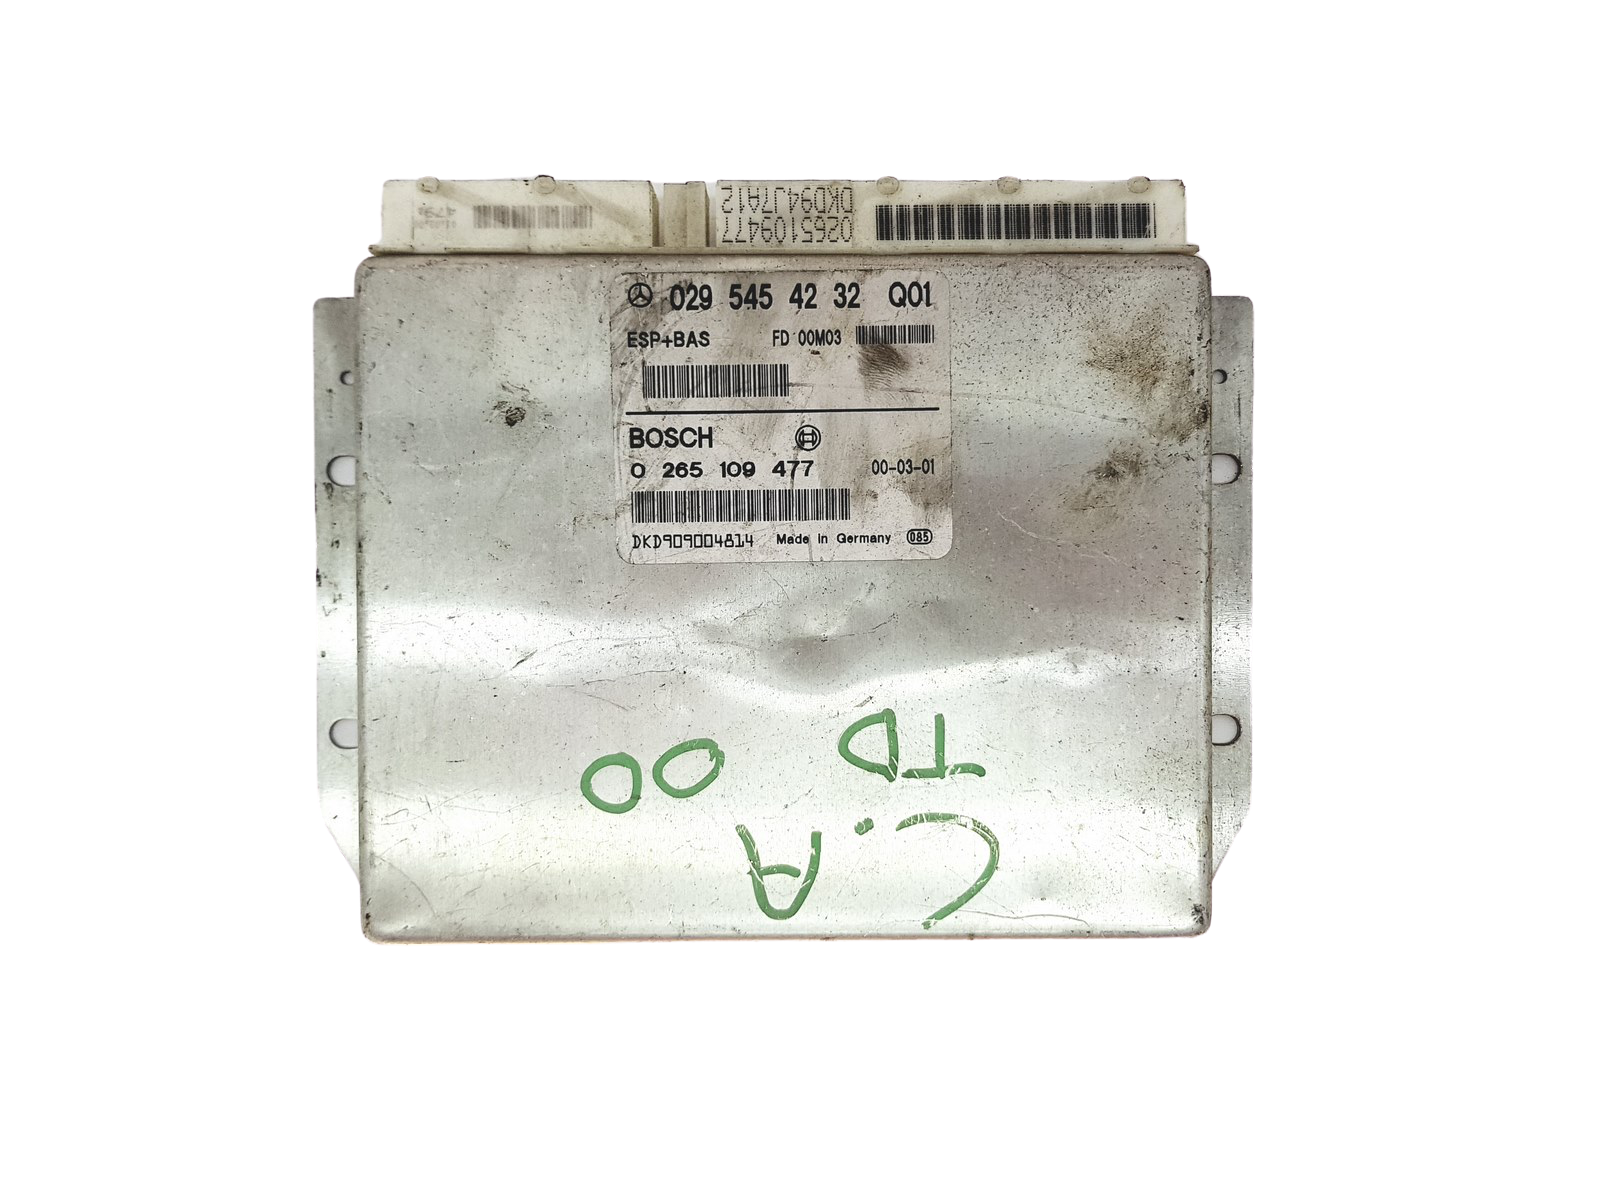 0265109477
DKD94J7A12
029 545 42 32 Q01
ESP+BAS FD 00M03
BOSCH
0 265 109 477 00-03-01
DKD909004814 Made in Germany 085
C.A
TD 00